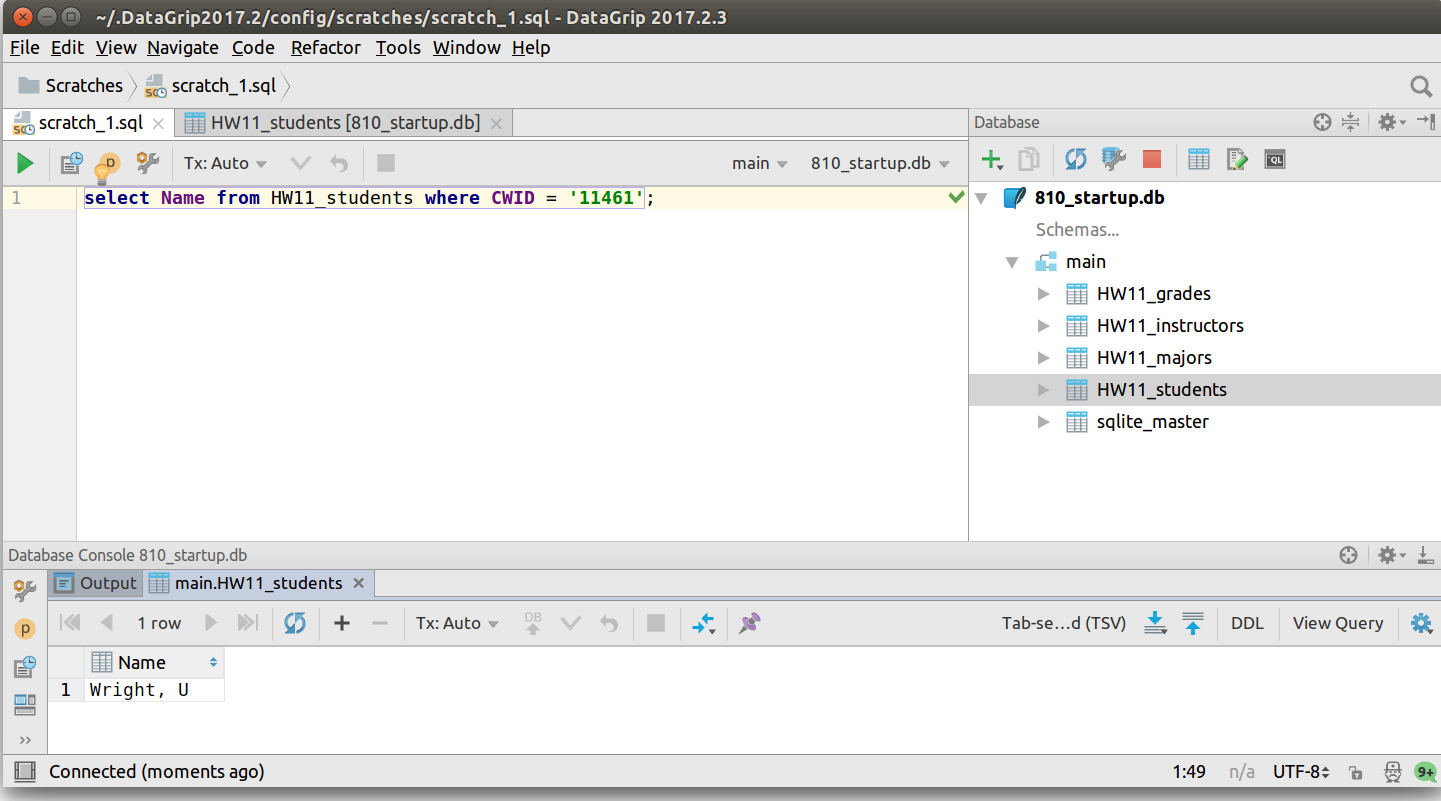 ~/.DataGrip2017.2/config/scratches/scratch_1.sql - DataGrip 2017.2.3
File Edit View Navigate Code Refactor Tools Window Help
Scratches scratch_1.sql
scratch_1.sql HW11_students [810_startup.db]
Tx: Auto main 810_startup.db
1 select Name from HW11_students where CWID = '11461';
Database
QL
810_startup.db
Schemas...
main
HW11_grades
HW11_instructors
HW11_majors
HW11_students
sqlite_master
Database Console 810_startup.db
Output main.HW11_students
1 row Tx: Auto DB Tab-se...d (TSV) DDL View Query
Name
1 Wright, U
Connected (moments ago) 1:49 n/a UTF-8 9+